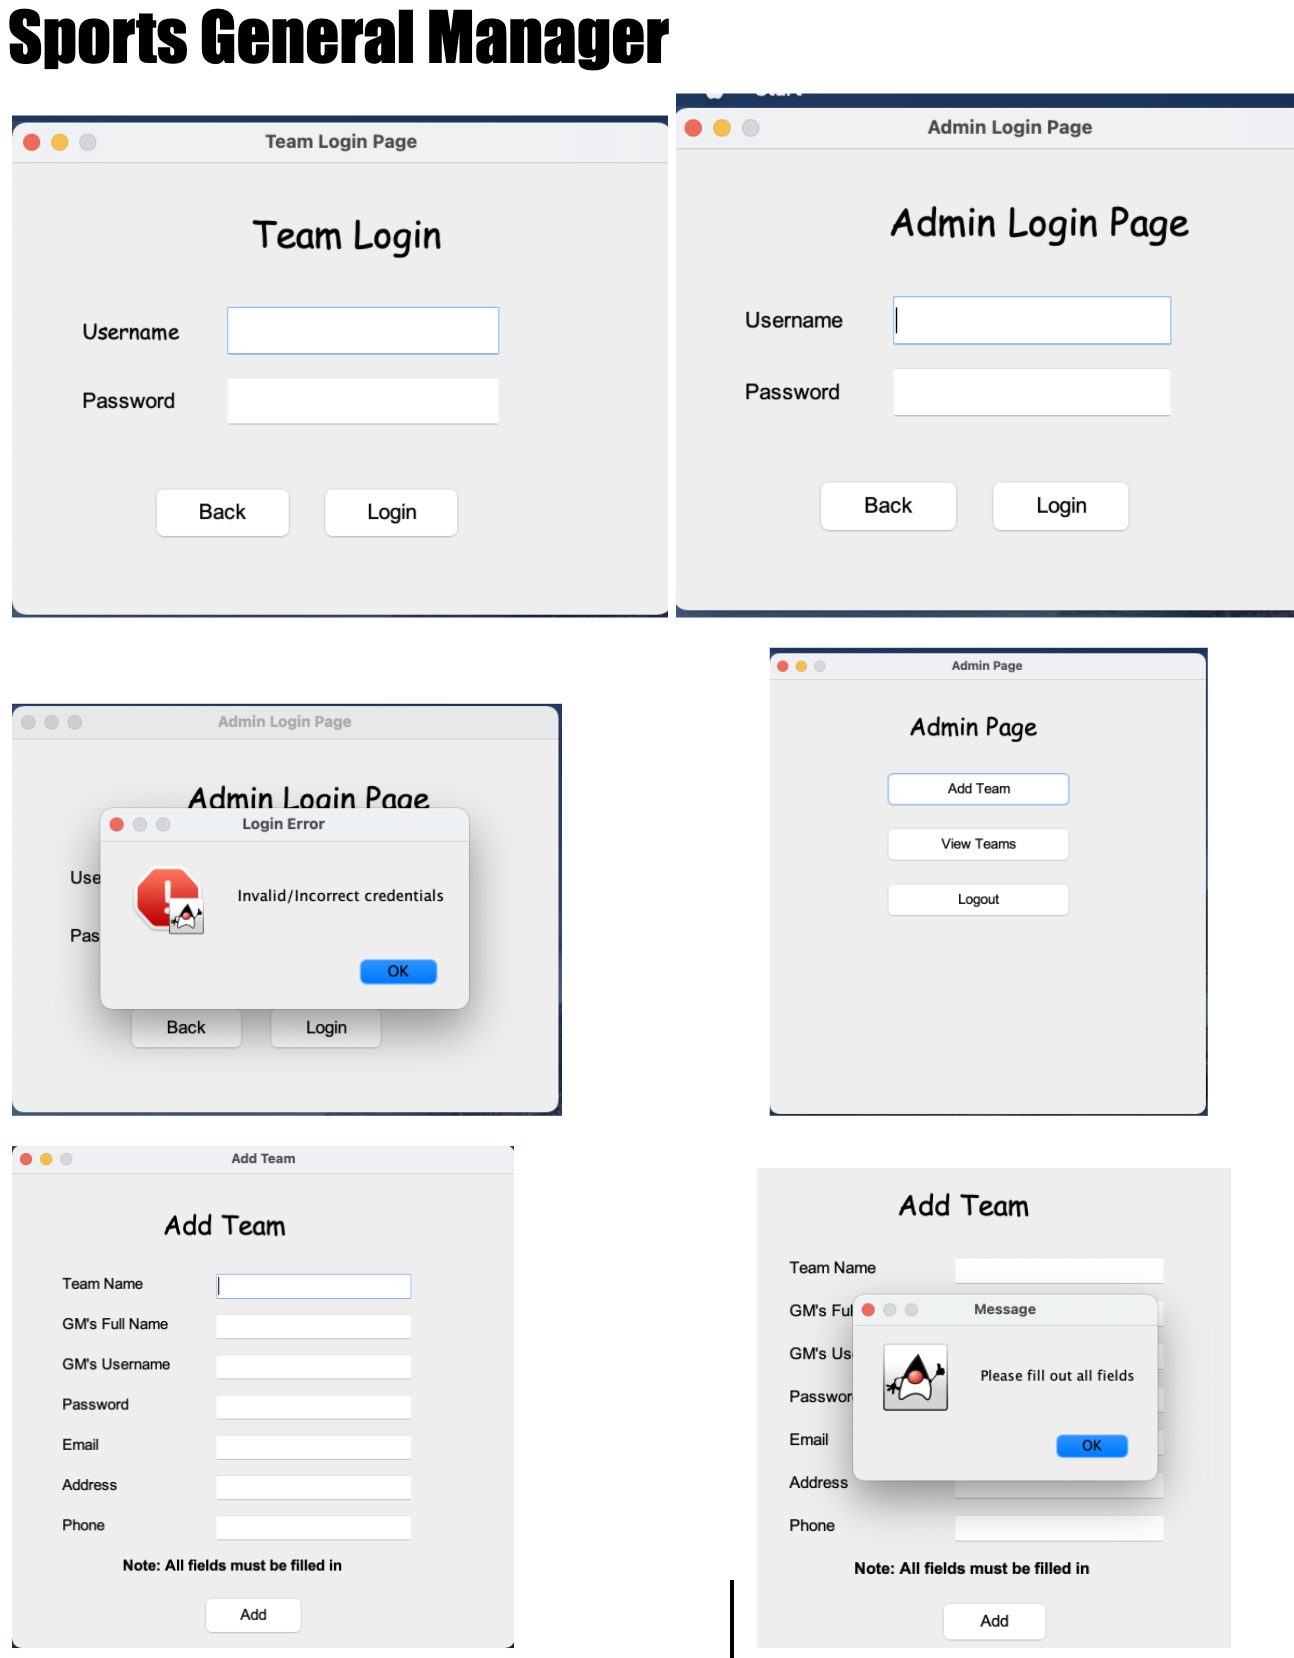 Sports General Manager
Team Login Page
Team Login
Username
Password
Back Login
Start
Admin Login Page
Admin Login Page
Username
Password
Back Login
Admin Login Page
Admin Login Page
Login Error
Use
Invalid/Incorrect credentials
Pas
OK
Back Login
Admin Page
Admin Page
Add Team
View Teams
Logout
Add Team
Add Team
Team Name
GM's Full Name
GM's Username
Password
Email
Address
Phone
Note: All fields must be filled in
Add
Add Team
Team Name
GM's Ful
Message
GM's Us
Please fill out all fields
Passwor
Email
OK
Address
Phone
Note: All fields must be filled in
Add